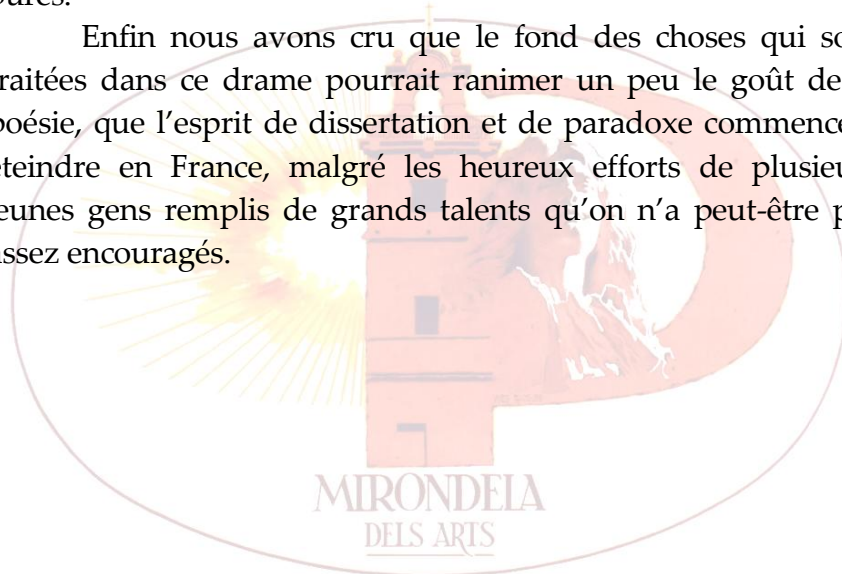 Enfin nous avons cru que le fond des choses qui so
raitées dans ce drame pourrait ranimer un peu le goût de
poésie, que l'esprit de dissertation et de paradoxe commence
éteindre en France, malgré les heureux efforts de plusieu
eunes gens remplis de grands talents qu'on n'a peut-être p
assez encouragés.
MIRONDELA
DELS ARTS